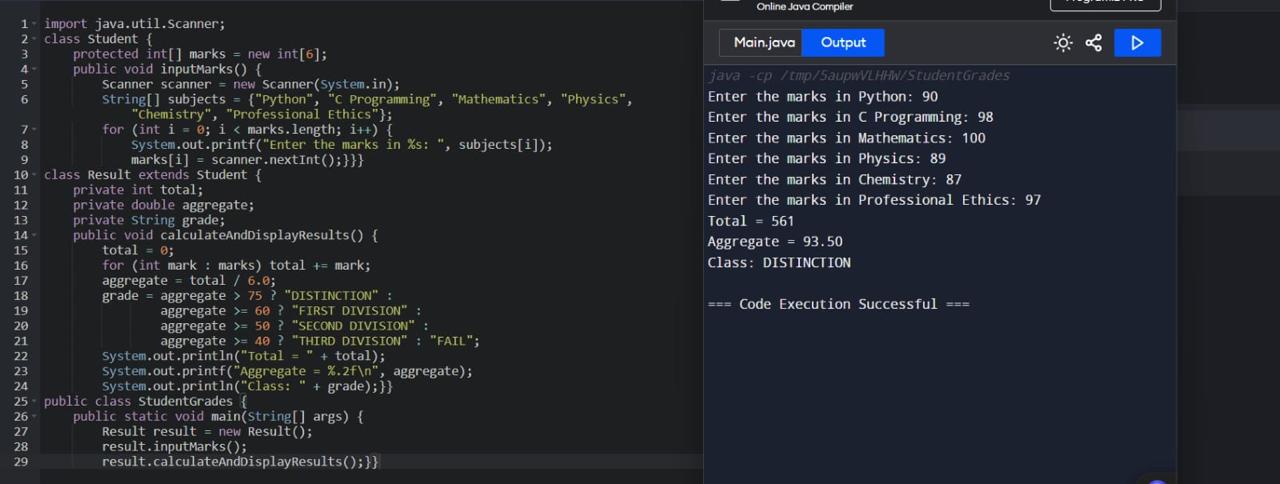 1 import java.util.Scanner;
2 class Student {
3     protected int[] marks = new int[6];
4     public void inputMarks() {
5         Scanner scanner = new Scanner(System.in);
6         String[] subjects = {"Python", "C Programming", "Mathematics", "Physics",
            "Chemistry", "Professional Ethics"};
7         for (int i = 0; i < marks.length; i++) {
8             System.out.printf("Enter the marks in %s: ", subjects[i]);
9             marks[i] = scanner.nextInt();}}}
10 class Result extends Student {
11     private int total;
12     private double aggregate;
13     private String grade;
14     public void calculateAndDisplayResults() {
15         total = 0;
16         for (int mark : marks) total += mark;
17         aggregate = total / 6.0;
18         grade = aggregate > 75 ? "DISTINCTION" :
19                 aggregate >= 60 ? "FIRST DIVISION" :
20                 aggregate >= 50 ? "SECOND DIVISION" :
21                 aggregate >= 40 ? "THIRD DIVISION" : "FAIL";
22         System.out.println("Total = " + total);
23         System.out.printf("Aggregate = %.2f\n", aggregate);
24         System.out.println("Class: " + grade);}}
25 public class StudentGrades {
26     public static void main(String[] args) {
27         Result result = new Result();
28         result.inputMarks();
29         result.calculateAndDisplayResults();}}
Online Java Compiler
Main.java Output
java -cp /tmp/5aupwVLHHW/StudentGrades
Enter the marks in Python: 90
Enter the marks in C Programming: 98
Enter the marks in Mathematics: 100
Enter the marks in Physics: 89
Enter the marks in Chemistry: 87
Enter the marks in Professional Ethics: 97
Total = 561
Aggregate = 93.50
Class: DISTINCTION
=== Code Execution Successful ===